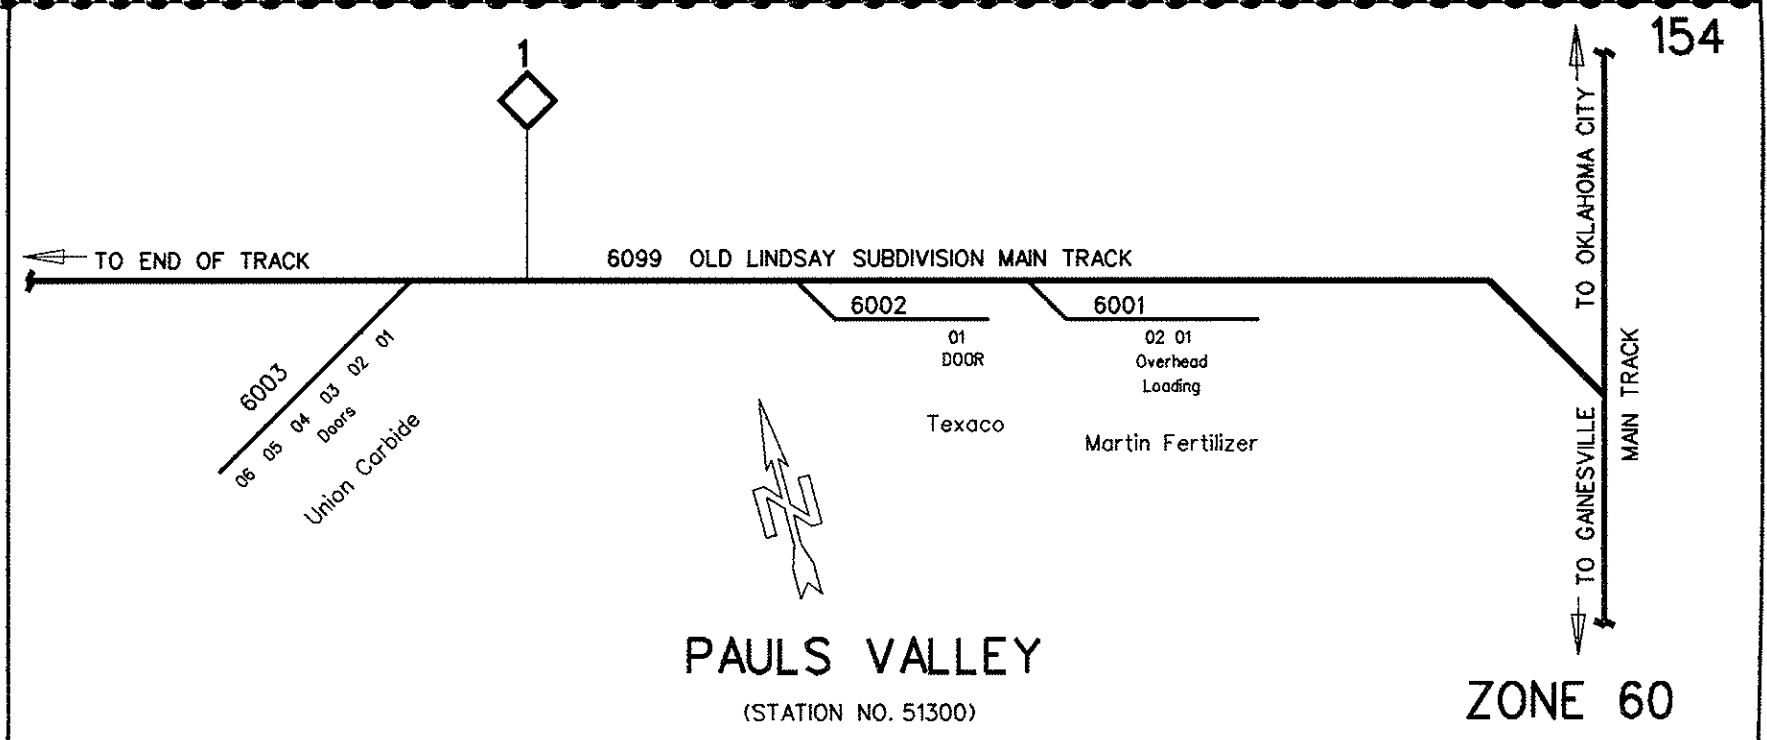 154
1
TO OKLAHOMA CITY
TO END OF TRACK
6099 OLD LINDSAY SUBDIVISION MAIN TRACK
6002
6001
01
DOOR
02 01
Overhead
Loading
6003
06 05 04 03 02 01
Doors
Union Carbide
Texaco
Martin Fertilizer
MAIN TRACK
TO GAINESVILLE
N
PAULS VALLEY
(STATION NO. 51300)
ZONE 60